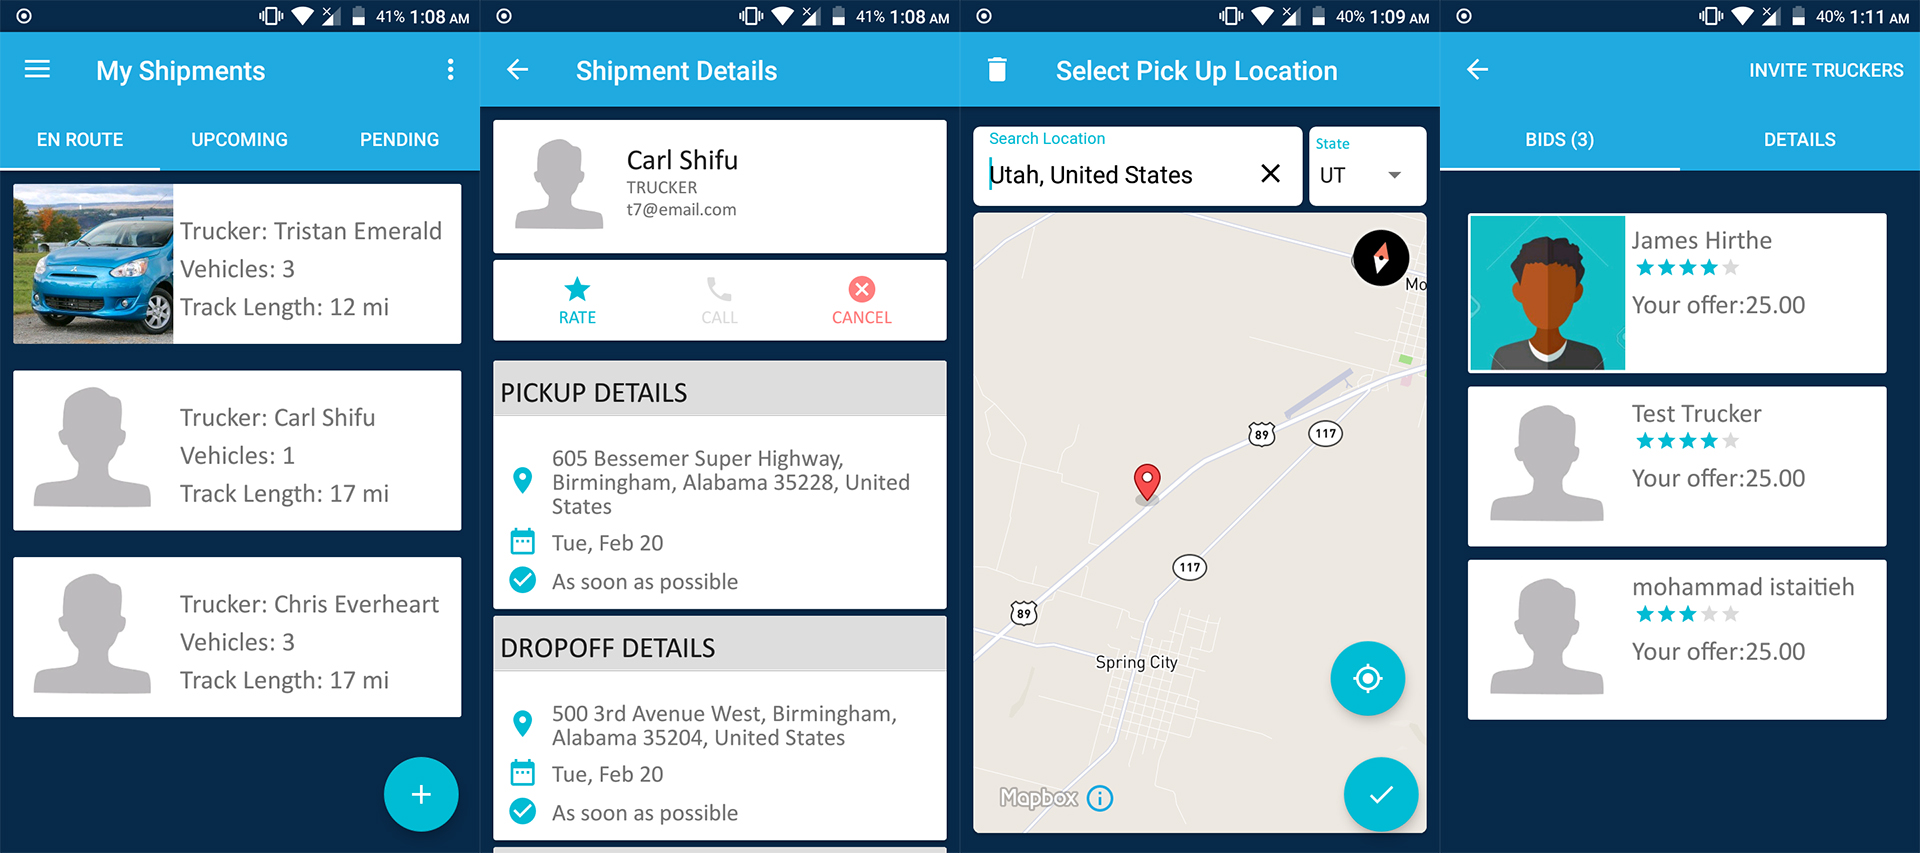 41% 1:08 AM
My Shipments
EN ROUTE UPCOMING PENDING
Trucker: Tristan Emerald
Vehicles: 3
Track Length: 12 mi
Trucker: Carl Shifu
Vehicles: 1
Track Length: 17 mi
Trucker: Chris Everheart
Vehicles: 3
Track Length: 17 mi
+
41% 1:08 AM
Shipment Details
Carl Shifu
TRUCKER
t7@email.com
RATE CALL CANCEL
PICKUP DETAILS
605 Bessemer Super Highway,
Birmingham, Alabama 35228, United
States
Tue, Feb 20
As soon as possible
DROPOFF DETAILS
500 3rd Avenue West, Birmingham,
Alabama 35204, United States
Tue, Feb 20
As soon as possible
40% 1:09 AM
Select Pick Up Location
Search Location
Utah, United States
State
UT
Mo
89
117
117
89
Spring City
Mapbox
40% 1:11 AM
INVITE TRUCKERS
BIDS (3) DETAILS
James Hirthe
Your offer:25.00
Test Trucker
Your offer:25.00
mohammad istaitieh
Your offer:25.00